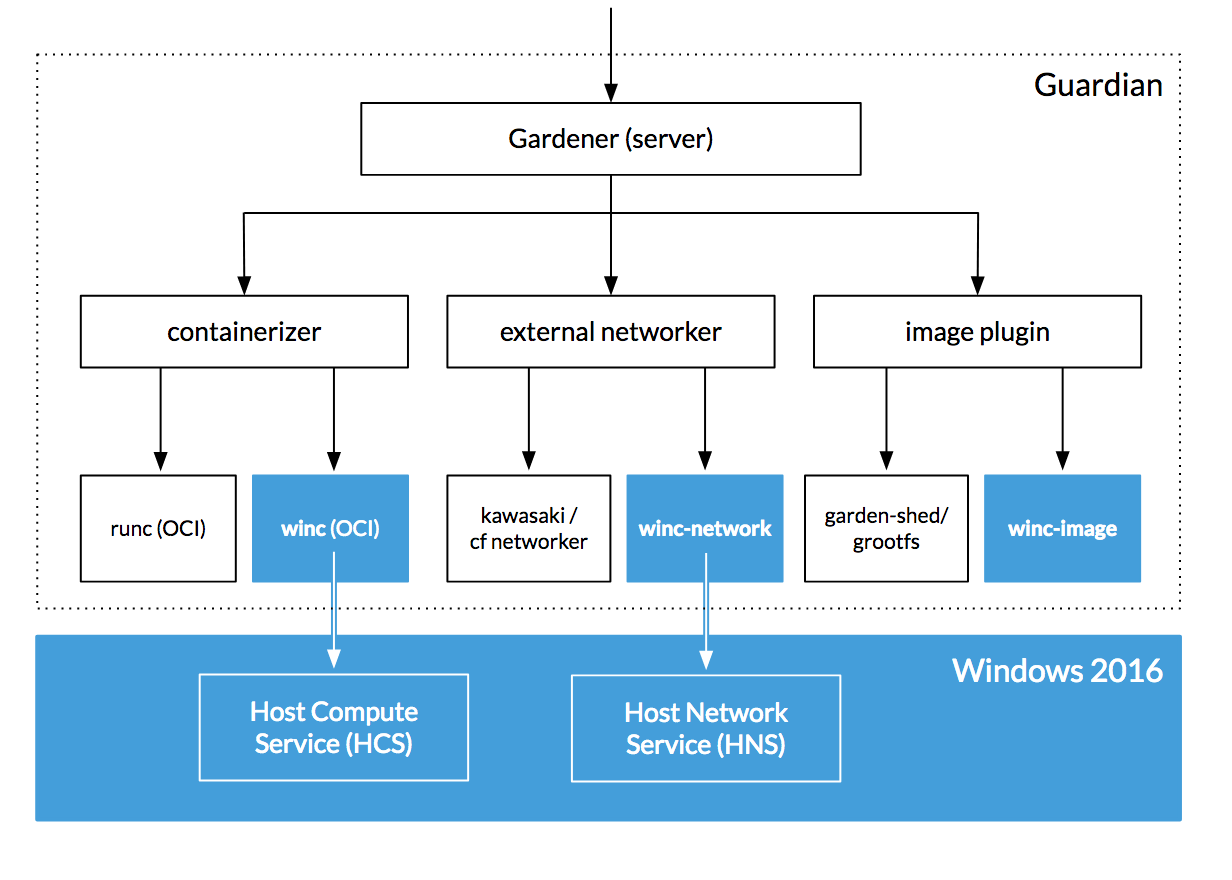 Guardian
Gardener (server)
containerizer
external networker
image plugin
runc (OCI)
winc (OCI)
kawasaki /
cf networker
winc-network
garden-shed/
grootfs
winc-image
Windows 2016
Host Compute
Service (HCS)
Host Network
Service (HNS)